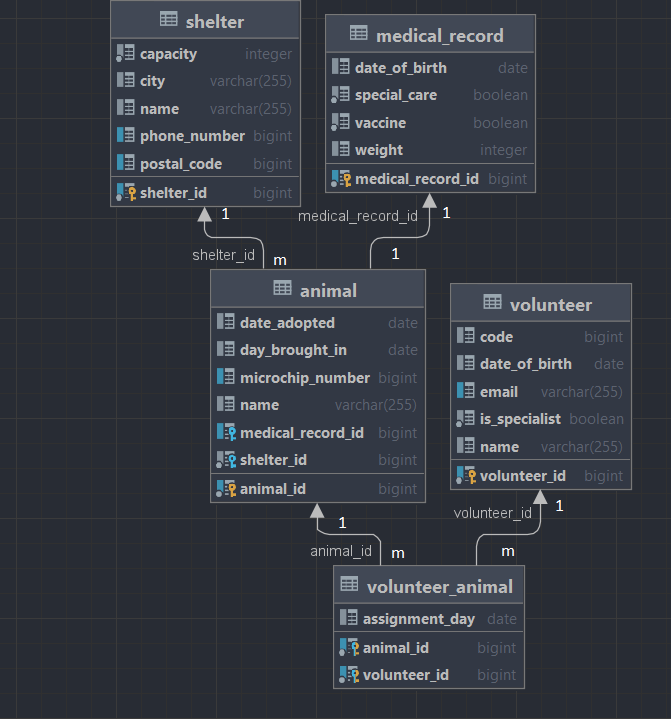 shelter
capacity integer
city varchar(255)
name varchar(255)
phone_number bigint
postal_code bigint
shelter_id bigint
medical_record
date_of_birth date
special_care boolean
vaccine boolean
weight integer
medical_record_id bigint
1
medical_record_id
1
shelter_id
m
1
animal
date_adopted date
day_brought_in date
microchip_number bigint
name varchar(255)
medical_record_id bigint
shelter_id bigint
animal_id bigint
volunteer
code bigint
date_of_birth date
email varchar(255)
is_specialist boolean
name varchar(255)
volunteer_id bigint
1
animal_id
m
volunteer_id
1
m
volunteer_animal
assignment_day date
animal_id bigint
volunteer_id bigint